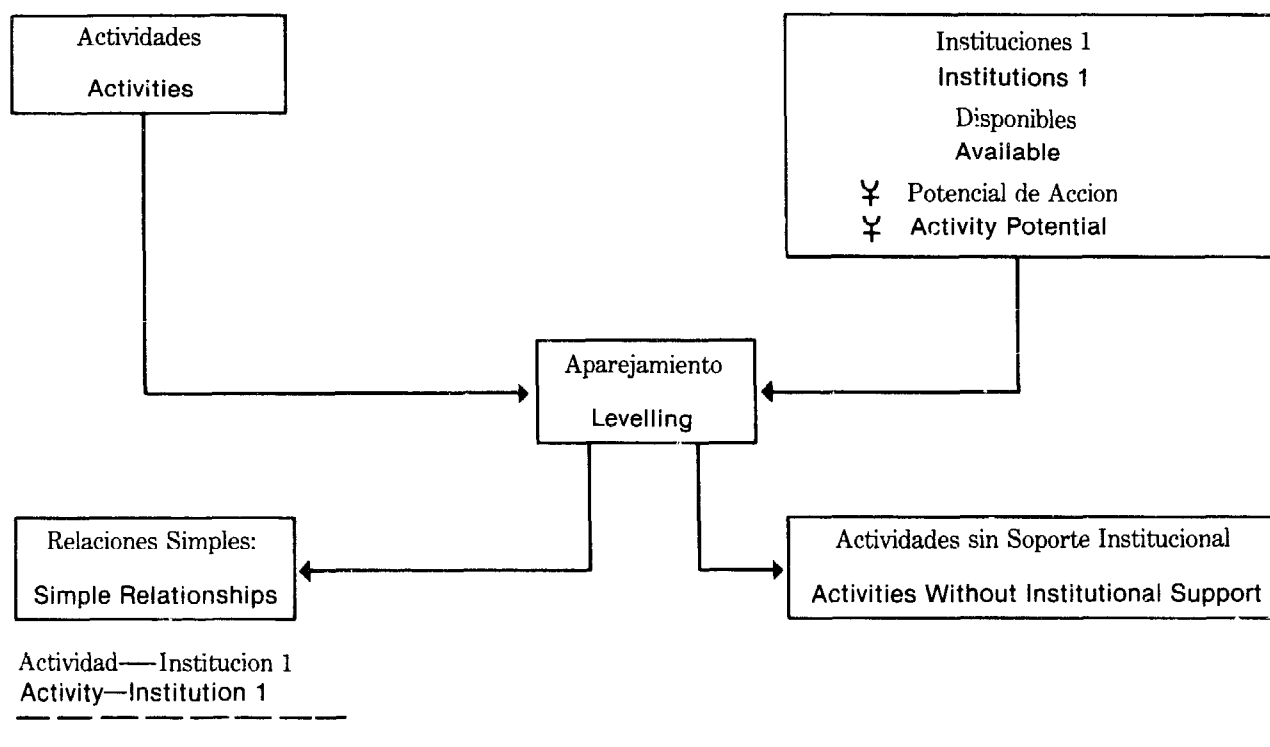 Actividades
Activities
Instituciones 1
Institutions 1
Disponibles
Available
Potencial de Accion
Activity Potential
Aparejamiento
Levelling
Relaciones Simples:
Simple Relationships
Actividades sin Soporte Institucional
Activities Without Institutional Support
Actividad—Institucion 1
Activity—Institution 1